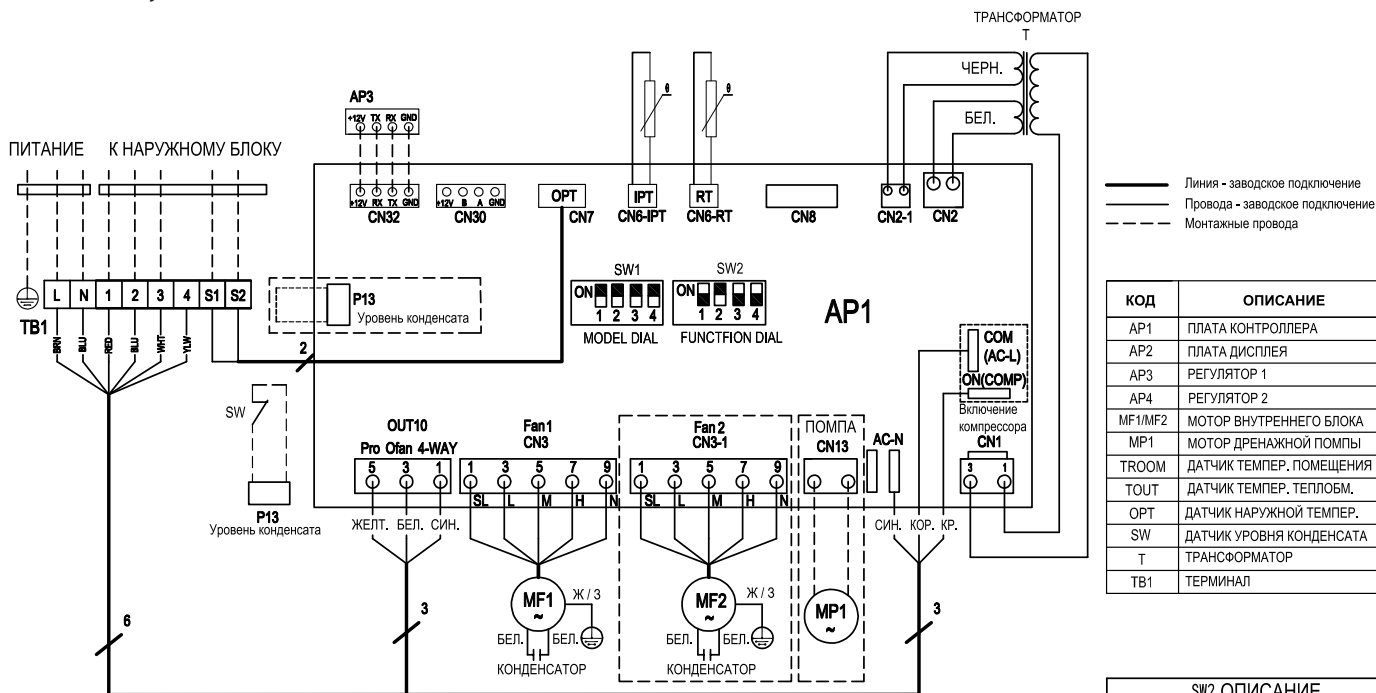 ТРАНСФОРМАТОР
T
ЧЕРН.
БЕЛ.
AP3
+12V TX RX GND
θ
θ
ПИТАНИЕ
К НАРУЖНОМУ БЛОКУ
+12V RX TX GND
CN32
+12V B A GND
CN30
OPT
CN7
IPT
CN6-IPT
RT
CN6-RT
CN8
CN2-1
CN2
Линия - заводское подключение
Провода - заводское подключение
Монтажные провода
L N 1 2 3 4 S1 S2
TB1
BRN BLU RED BLU WHT YLW
P13
Уровень конденсата
2
SW1
ON
1 2 3 4
MODEL DIAL
SW2
ON
1 2 3 4
FUNCTFION DIAL
AP1
COM
(AC-L)
ON(COMP)
Включение
компрессора
CN1
3 1
SW
P13
Уровень конденсата
OUT10
Pro Ofan 4-WAY
5 3 1
ЖЕЛТ. БЕЛ. СИН.
Fan1
CN3
1 3 5 7 9
SL L M H N
Fan 2
CN3-1
1 3 5 7 9
SL L M H N
ПОМПА
CN13
AC-N
СИН. КОР. КР.
MF1
~
Ж / З
БЕЛ. БЕЛ.
КОНДЕНСАТОР
MF2
~
Ж / З
БЕЛ. БЕЛ.
КОНДЕНСАТОР
MP1
~
6
3
3
КОД ОПИСАНИЕ
AP1 ПЛАТА КОНТРОЛЛЕРА
AP2 ПЛАТА ДИСПЛЕЯ
AP3 РЕГУЛЯТОР 1
AP4 РЕГУЛЯТОР 2
MF1/MF2 МОТОР ВНУТРЕННЕГО БЛОКА
MP1 МОТОР ДРЕНАЖНОЙ ПОМПЫ
TROOM ДАТЧИК ТЕМПЕР. ПОМЕЩЕНИЯ
TOUT ДАТЧИК ТЕМПЕР. ТЕПЛОБМ.
OPT ДАТЧИК НАРУЖНОЙ ТЕМПЕР.
SW ДАТЧИК УРОВНЯ КОНДЕНСАТА
T ТРАНСФОРМАТОР
TB1 ТЕРМИНАЛ
SW2 ОПИСАНИЕ